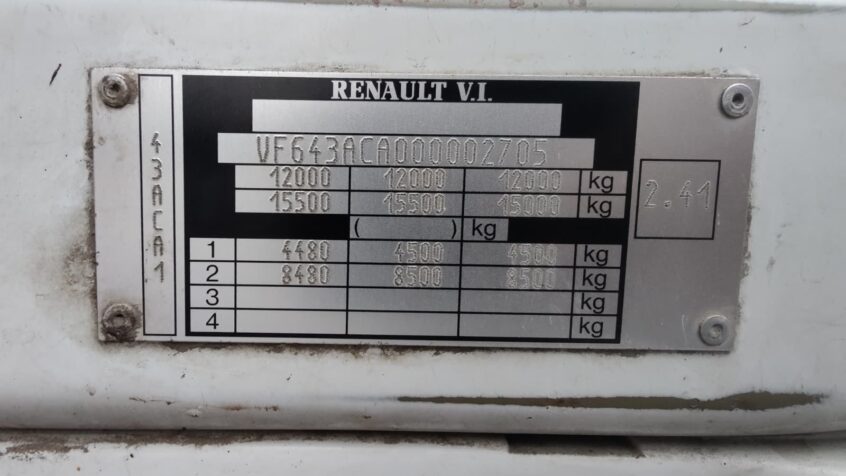 43ACA1
RENAULT V.I.
VF643ACA000002705
12000 12000 12000 kg
15500 15500 15000 kg
( ) kg
2.41
1 4480 4500 4500 kg
2 8480 8500 8500 kg
3 kg
4 kg